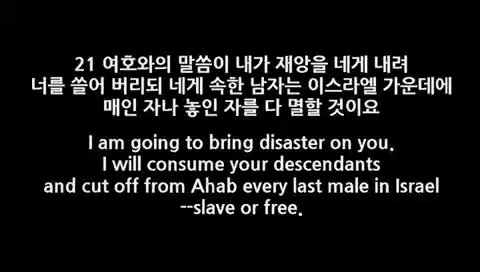 21 여호와의 말씀이 내가 재앙을 네게 내려
너를 쓸어 버리되 네게 속한 남자는 이스라엘 가운데에
매인 자나 놓인 자를 다 멸할 것이요
I am going to bring disaster on you.
I will consume your descendants
and cut off from Ahab every last male in Israel
--slave or free.